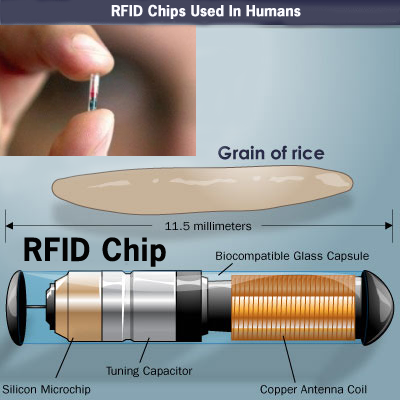 RFID Chips Used In Humans
Grain of rice
11.5 millimeters
RFID Chip
Biocompatible Glass Capsule
Tuning Capacitor
Silicon Microchip
Copper Antenna Coil